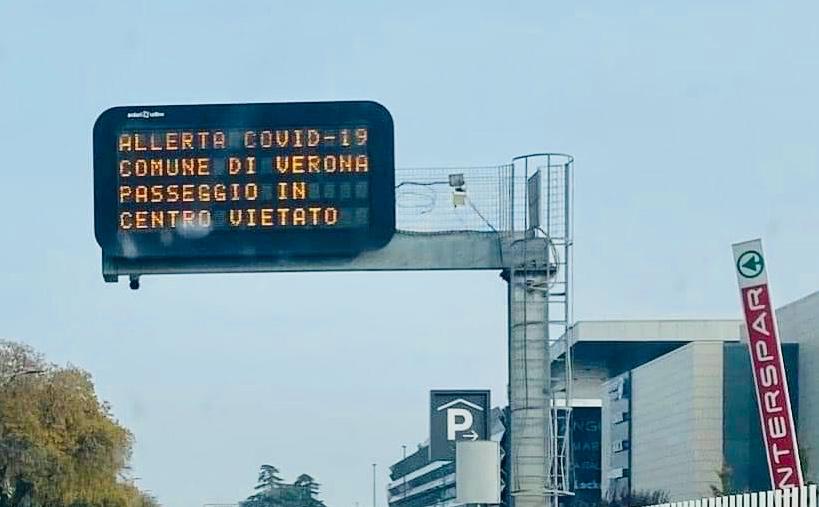 ALLERTA COVID-19
COMUNE DI VERONA
PASSEGGIO IN
CENTRO VIETATO
P
INTERSPAR